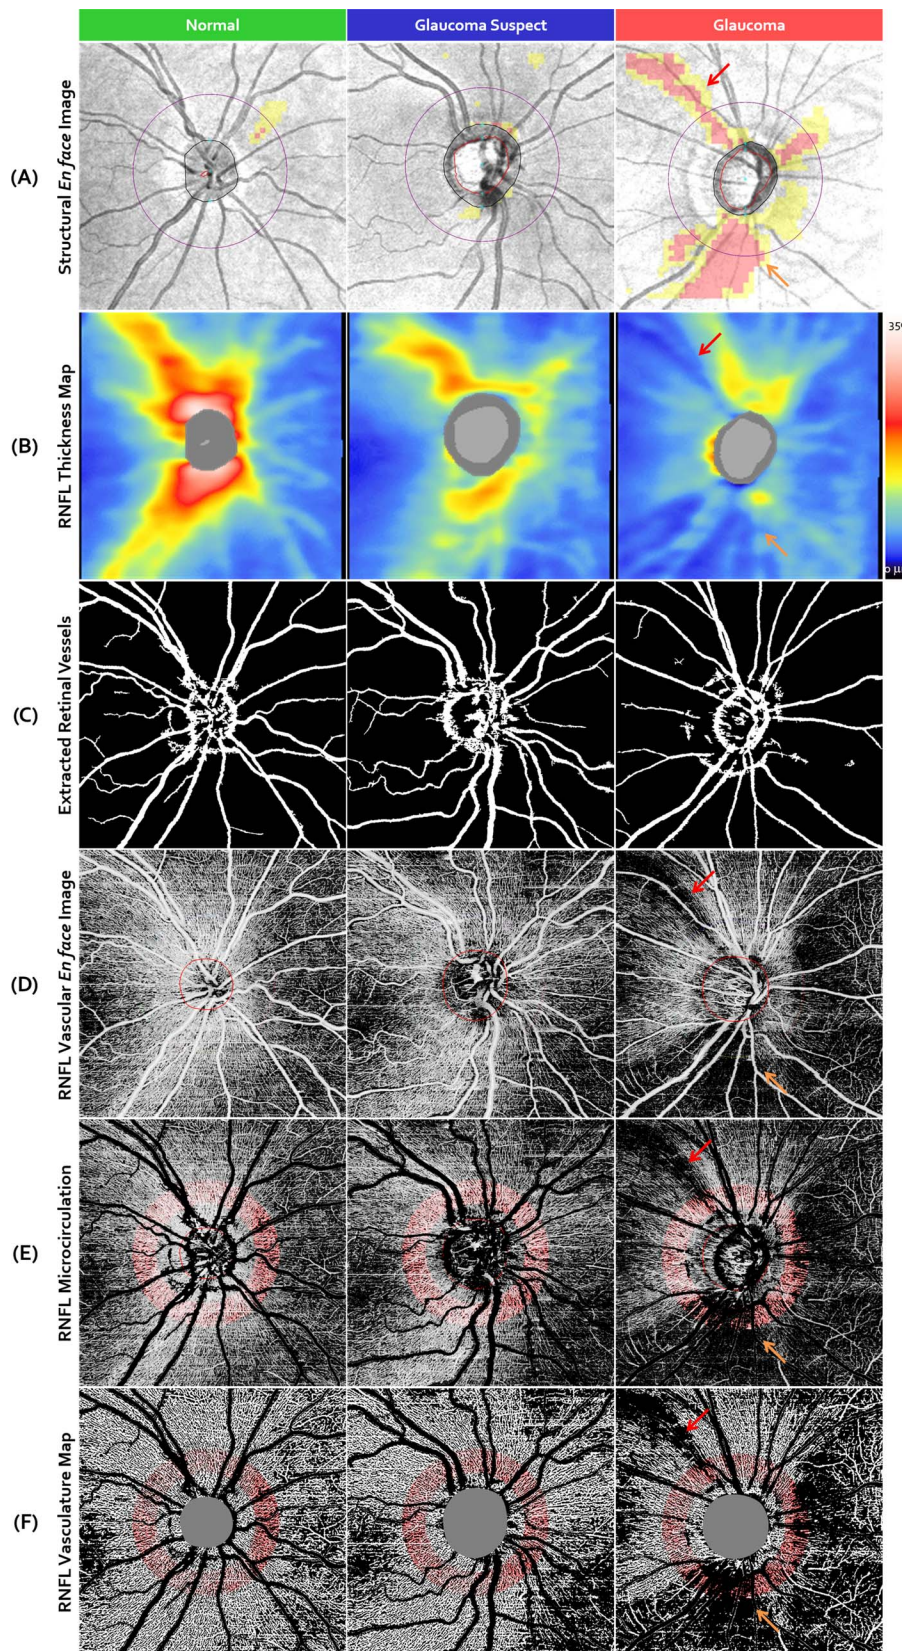 Normal
Glaucoma Suspect
Glaucoma
(A)
Structural En face Image
(B)
RNFL Thickness Map
(C)
Extracted Retinal Vessels
(D)
RNFL Vascular En face Image
(E)
RNFL Microcirculation
(F)
RNFL Vasculature Map